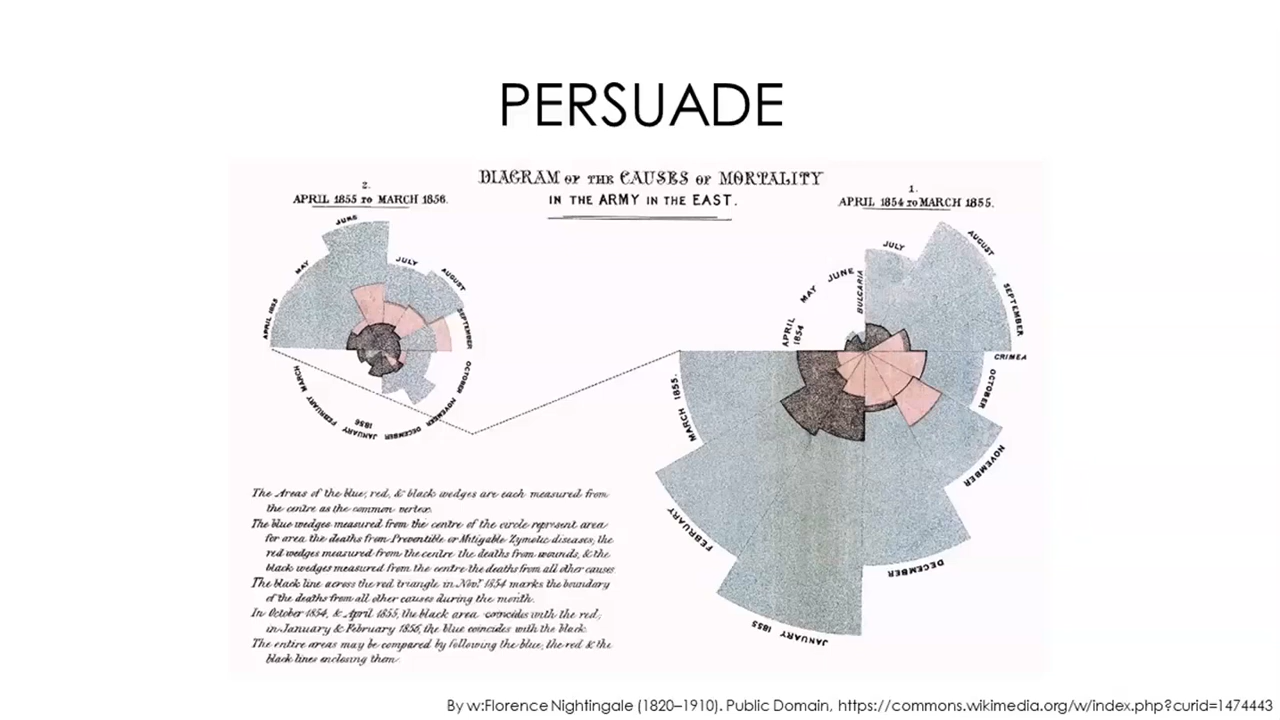 PERSUADE
DIAGRAM OF THE CAUSES OF MORTALITY
IN THE ARMY IN THE EAST.
2.
APRIL 1855 TO MARCH 1856.
1.
APRIL 1854 TO MARCH 1855.
APRIL 1855
MAY
JUNE
JULY
AUGUST
SEPTEMBER
OCTOBER
NOVEMBER
DECEMBER
JANUARY
1856
FEBRUARY
MARCH
APRIL
1854
MAY
JUNE
BULGARIA
JULY
AUGUST
SEPTEMBER
CRIMEA
OCTOBER
NOVEMBER
DECEMBER
JANUARY 1855
FEBRUARY
MARCH 1855.
The Areas of the blue, red, & black wedges are each measured from
the centre as the common vertex.
The blue wedges measured from the centre of the circle represent area
for area the deaths from Preventible or Mitigable Zymotic diseases, the
red wedges measured from the centre the deaths from wounds, & the
black wedges measured from the centre the deaths from all other causes.
The black line across the red triangle in Novr. 1854 marks the boundary
of the deaths from all other causes during the month.
In October 1854, & April 1855, the black area coincides with the red;
in January & February 1856, the blue coincides with the black.
The entire areas may be compared by following the blue, the red & the
black lines enclosing them.
By w:Florence Nightingale (1820–1910). Public Domain, https://commons.wikimedia.org/w/index.php?curid=1474443